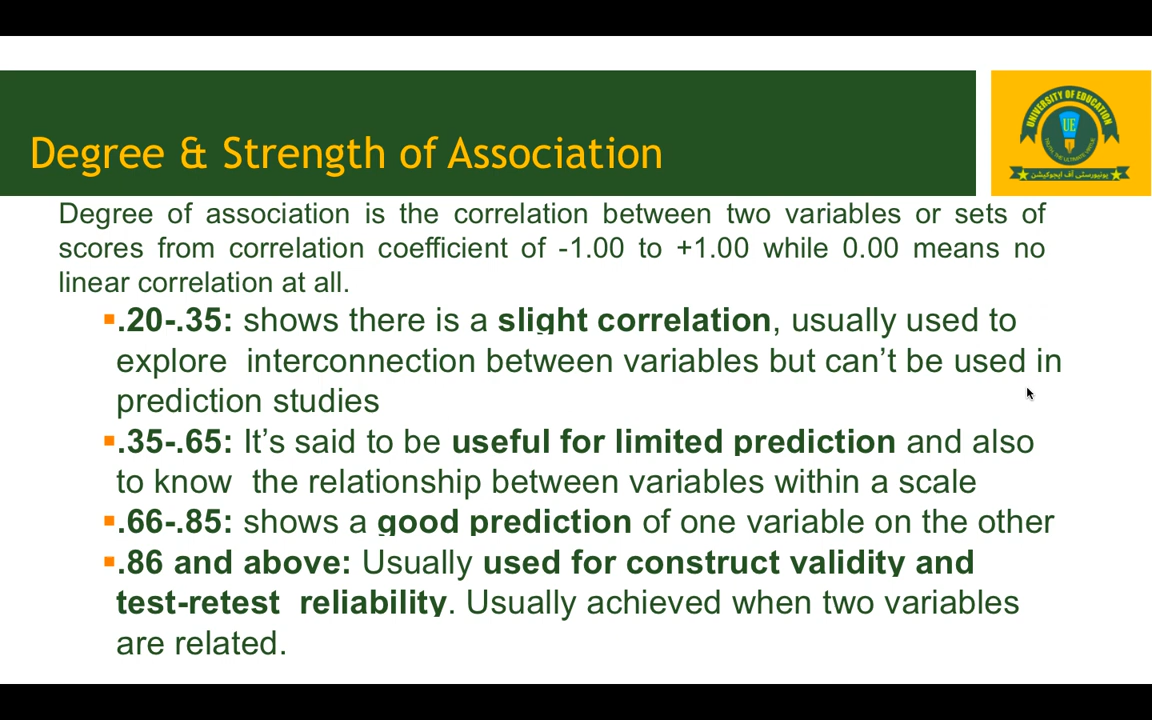 UNIVERSITY OF EDUCATION
UE
یونیورسٹی آف ایجوکیشن
Degree & Strength of Association
Degree of association is the correlation between two variables or sets of
scores from correlation coefficient of -1.00 to +1.00 while 0.00 means no
linear correlation at all.
▪.20-.35: shows there is a slight correlation, usually used to
explore interconnection between variables but can’t be used in
prediction studies
▪.35-.65: It’s said to be useful for limited prediction and also
to know the relationship between variables within a scale
▪.66-.85: shows a good prediction of one variable on the other
▪.86 and above: Usually used for construct validity and
test-retest reliability. Usually achieved when two variables
are related.